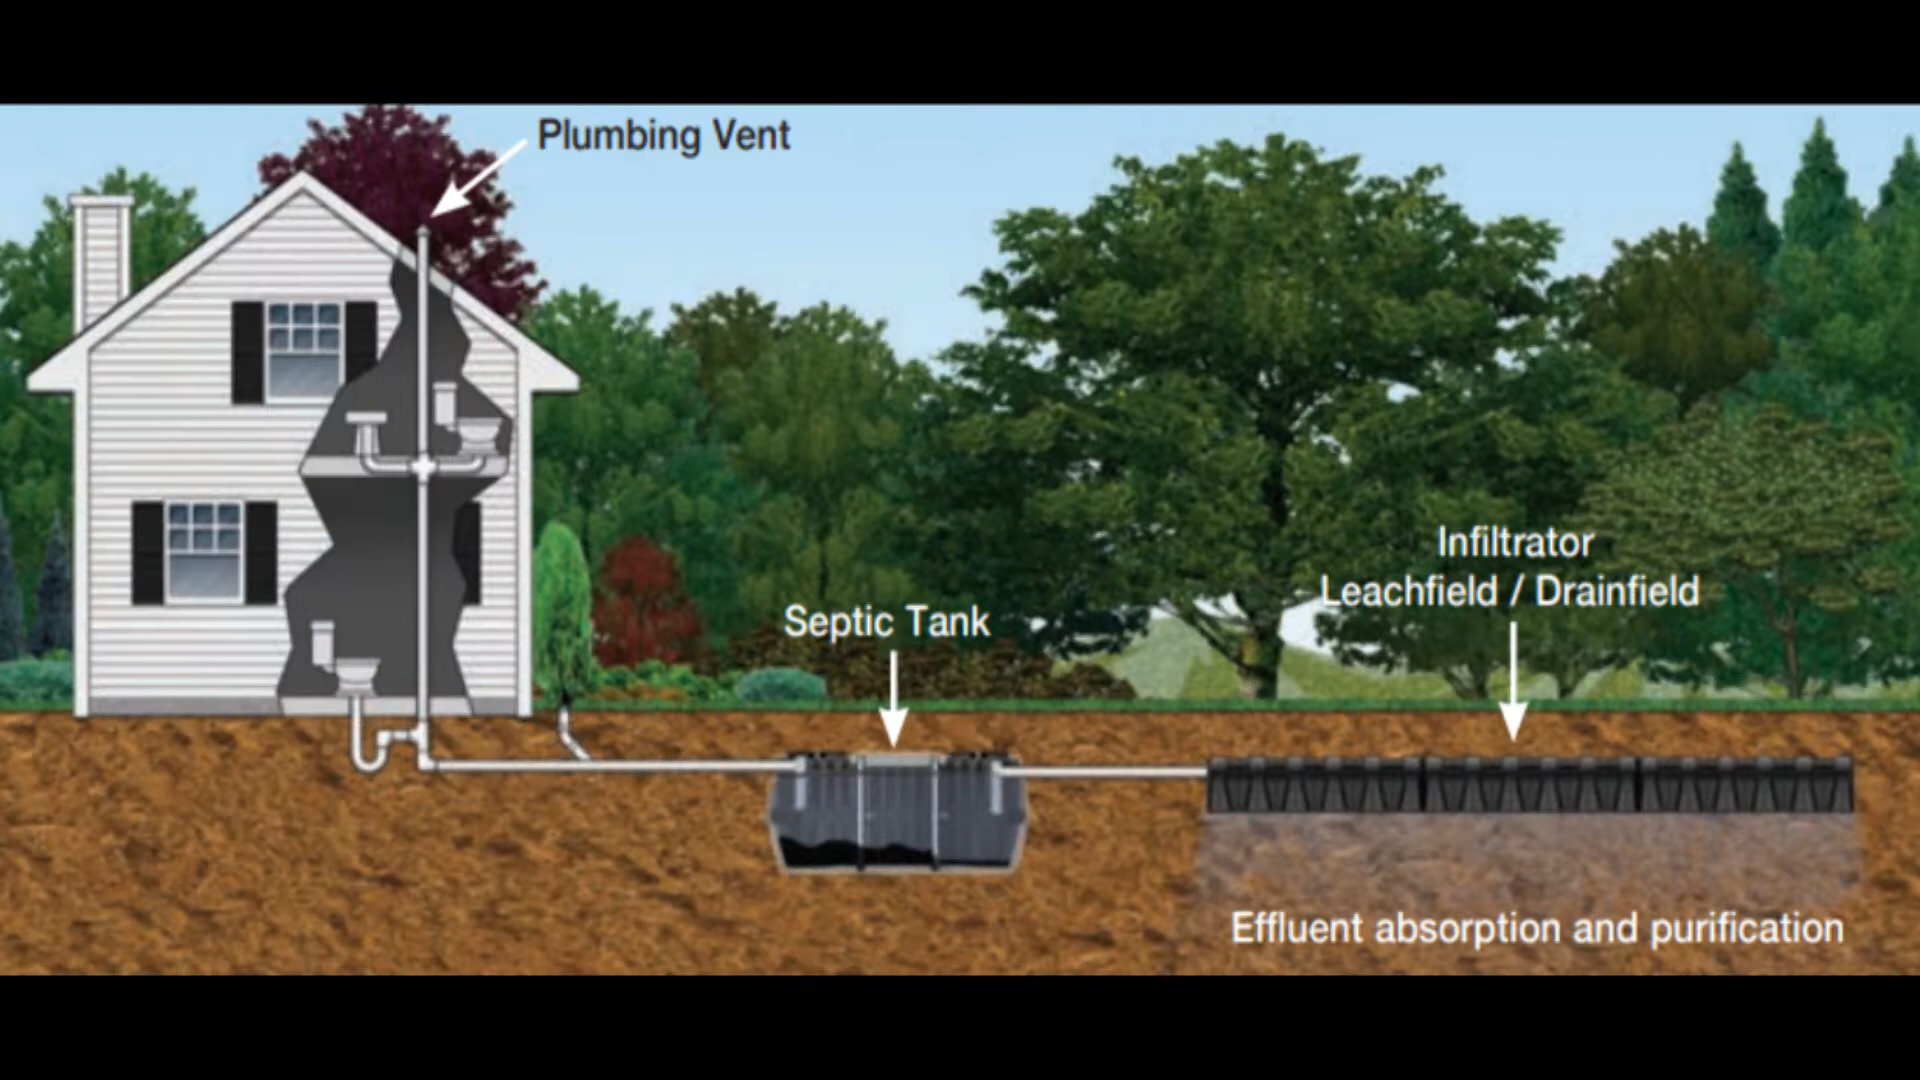 Plumbing Vent
Septic Tank
Infiltrator
Leachfield / Drainfield
Effluent absorption and purification